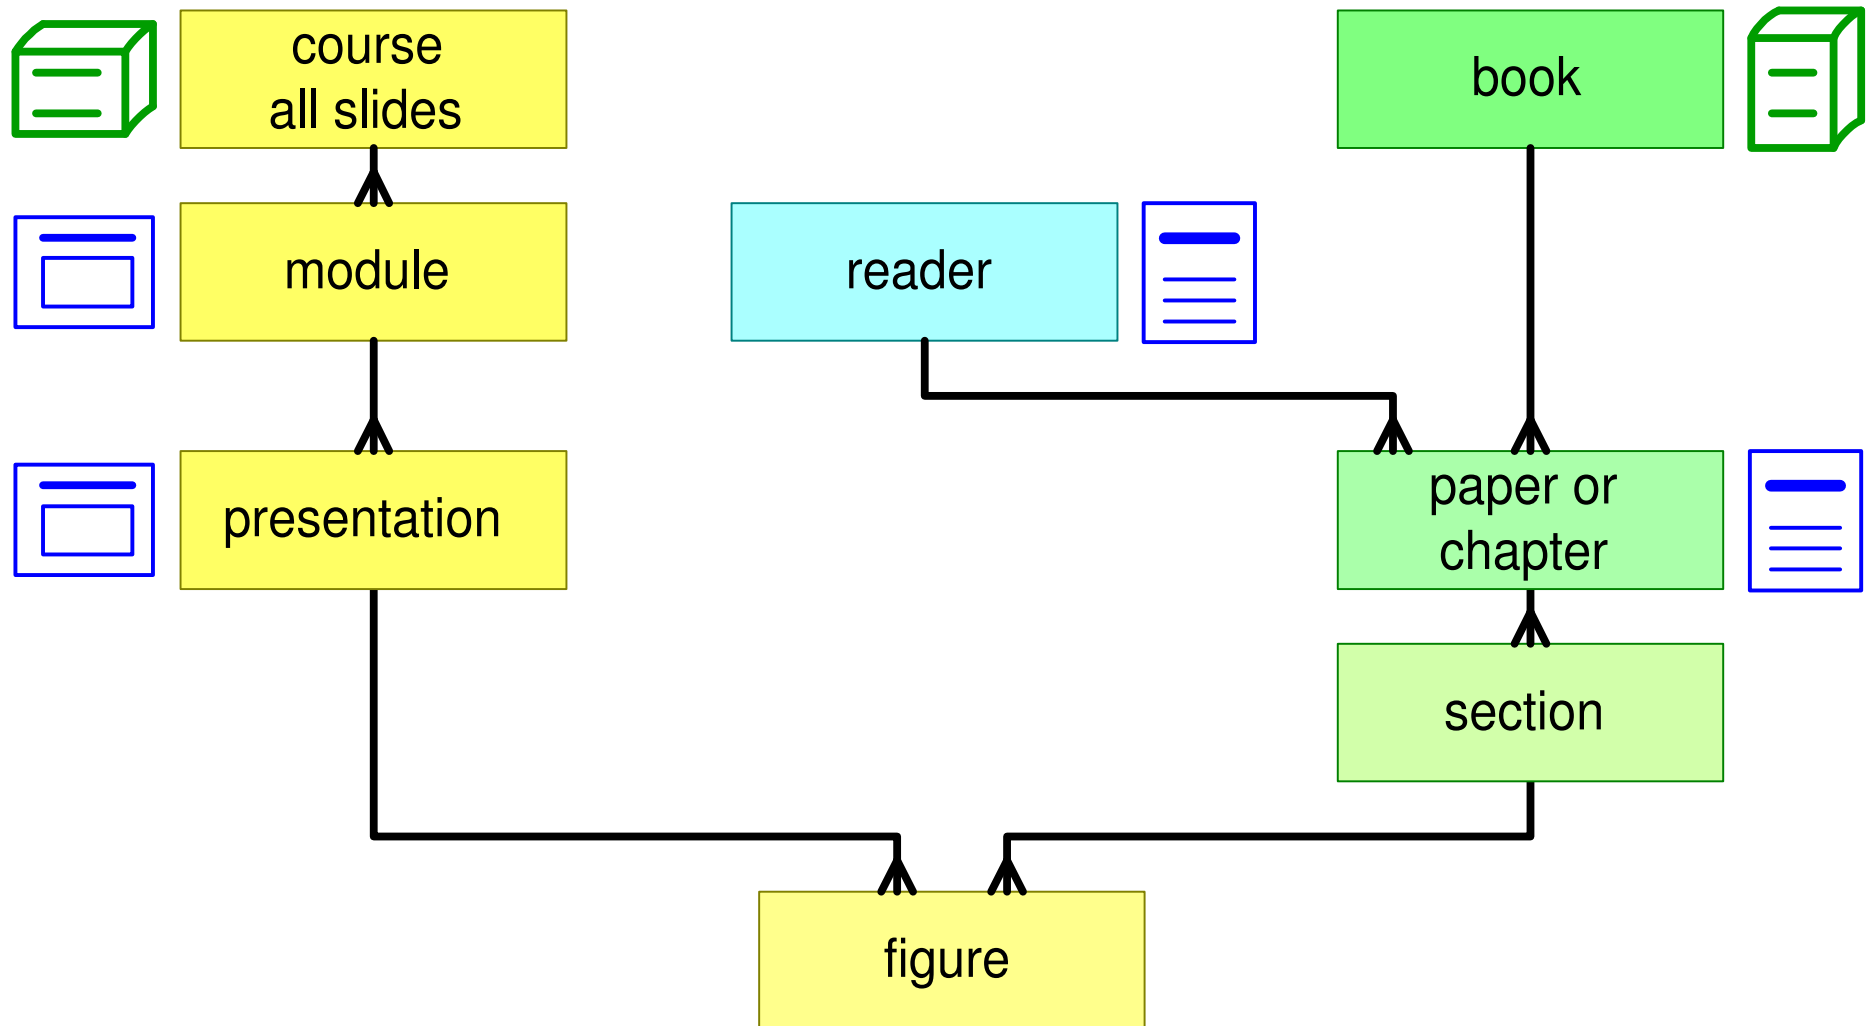 course
all slides
book
module
reader
presentation
paper or
chapter
section
figure